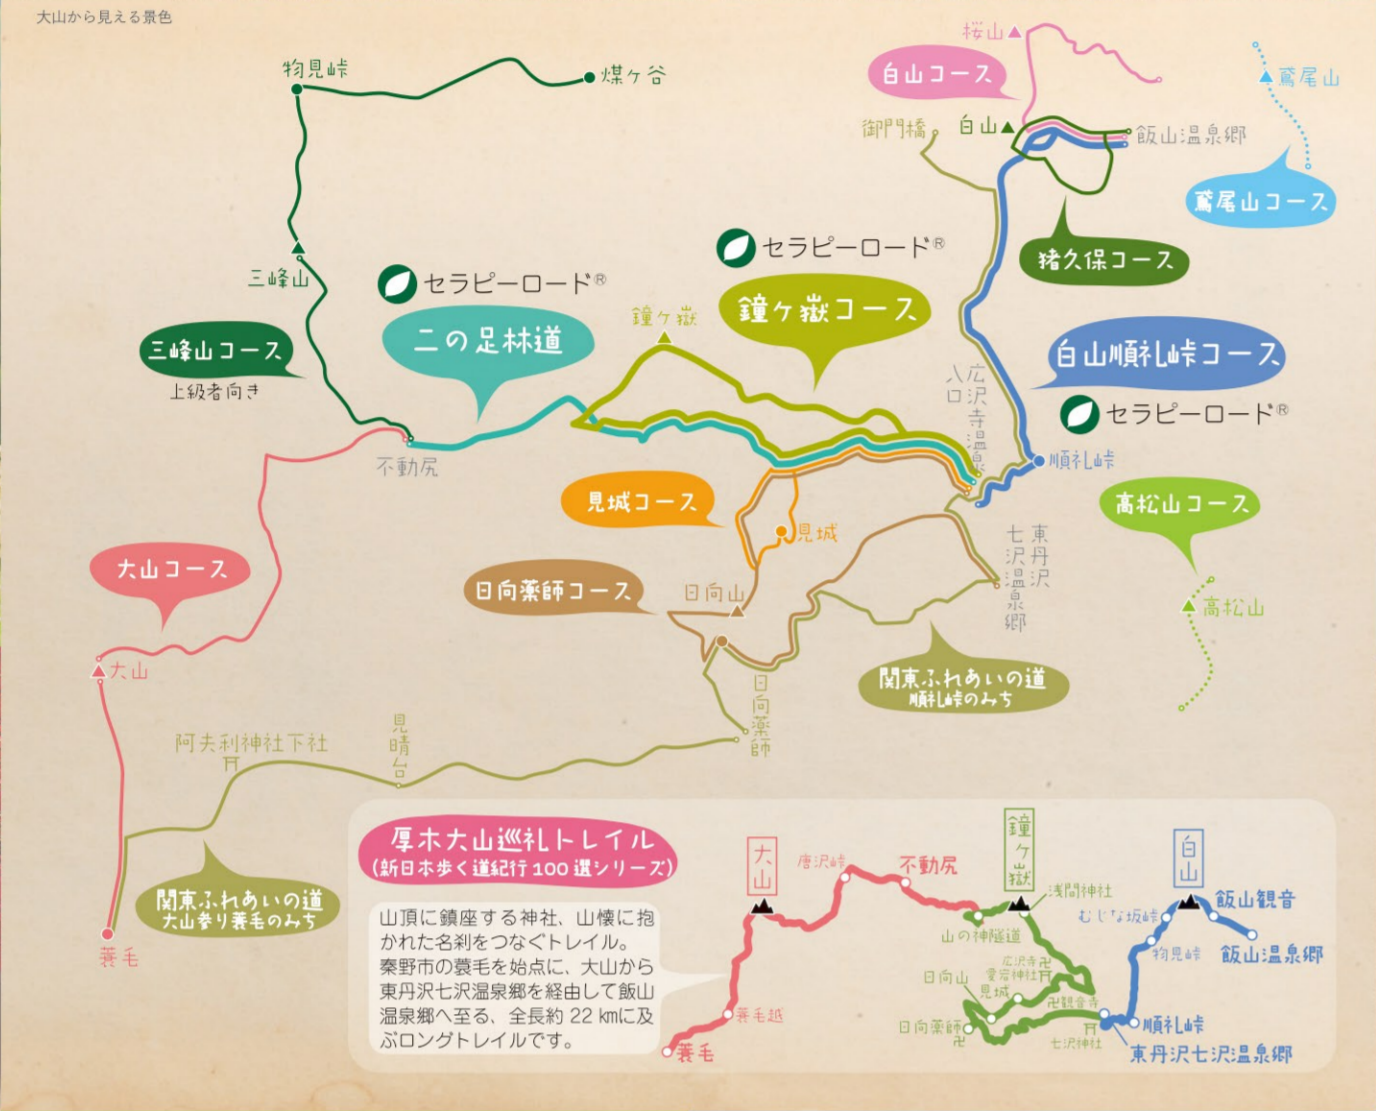 大山から見える景色
物見峠
煤ヶ谷
桜山
白山コース
鳶尾山
御門橋
白山
飯山温泉郷
鳶尾山コース
セラピーロード®
猪久保コース
三峰山
セラピーロード®
鐘ヶ嶽コース
鐘ヶ嶽
二の足林道
三峰山コース
上級者向き
白山順礼峠コース
広沢寺温泉
入口
セラピーロード®
不動尻
順礼峠
見城コース
高松山コース
見城
東丹沢
七沢温泉郷
大山コース
日向薬師コース
日向山
高松山
大山
関東ふれあいの道
順礼峠のみち
日向薬師
見晴台
阿夫利神社下社
関東ふれあいの道
大山参り蓑毛のみち
蓑毛
厚木大山巡礼トレイル
(新日本歩く道紀行100選シリーズ)
山頂に鎮座する神社、山懐に抱
かれた名刹をつなぐトレイル。
秦野市の蓑毛を始点に、大山から
東丹沢七沢温泉郷を経由して飯山
温泉郷へ至る、全長約 22 kmに及
ぶロングトレイルです。
大山
唐沢峠
不動尻
鐘ヶ嶽
浅間神社
白山
飯山観音
むじな坂峠
山の神隧道
物見峠
飯山温泉郷
広沢寺卍
愛宕神社
日向山
見城
卍観音寺
蓑毛越
日向薬師
卍
七沢神社
順礼峠
蓑毛
東丹沢七沢温泉郷